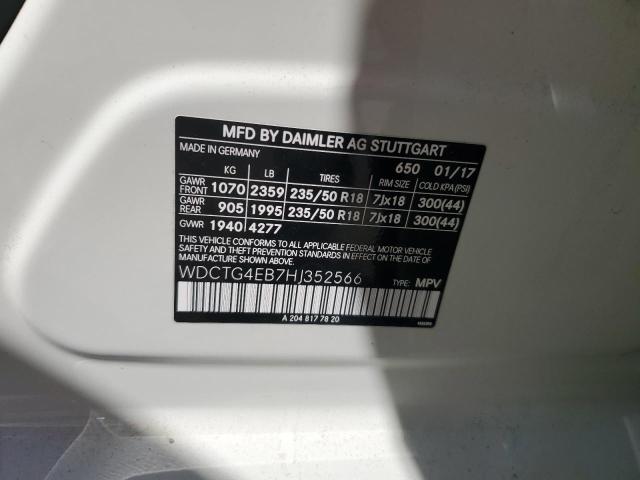 MFD BY DAIMLER AG STUTTGART
MADE IN GERMANY 650 01/17
KG LB TIRES RIM SIZE COLD KPA(PSI)
GAWR FRONT 1070 2359 235/50 R18 7Jx18 300(44)
GAWR REAR 905 1995 235/50 R18 7Jx18 300(44)
GVWR 1940 4277
THIS VEHICLE CONFORMS TO ALL APPLICABLE FEDERAL MOTOR VEHICLE
SAFETY AND THEFT PREVENTION STANDARDS IN EFFECT ON THE DATE OF
MANUFACTURE SHOWN ABOVE.
WDCTG4EB7HJ352566 TYPE: MPV
A 204 817 78 20